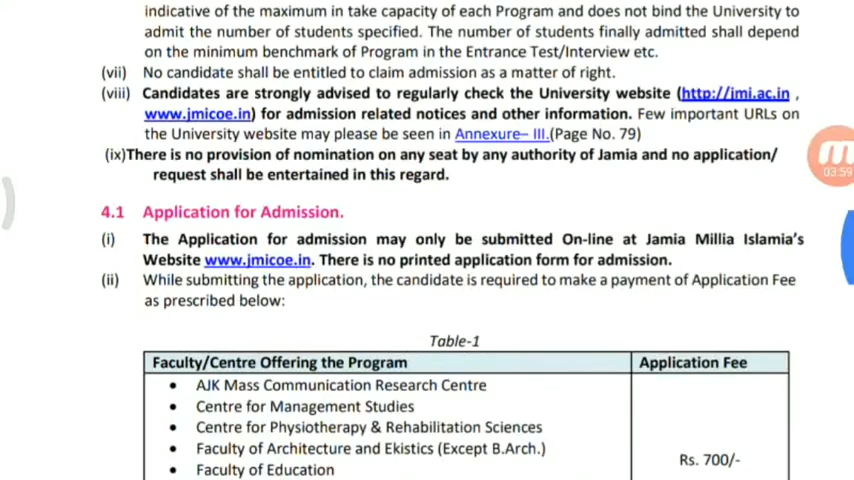 indicative of the maximum in take capacity of each Program and does not bind the University to
admit the number of students specified. The number of students finally admitted shall depend
on the minimum benchmark of Program in the Entrance Test/Interview etc.
(vii) No candidate shall be entitled to claim admission as a matter of right.
(viii) Candidates are strongly advised to regularly check the University website (http://jmi.ac.in ,
www.jmicoe.in) for admission related notices and other information. Few important URLs on
the University website may please be seen in Annexure– III.(Page No. 79)
(ix)There is no provision of nomination on any seat by any authority of Jamia and no application/
request shall be entertained in this regard.
03:59
4.1 Application for Admission.
(i) The Application for admission may only be submitted On-line at Jamia Millia Islamia's
Website www.jmicoe.in. There is no printed application form for admission.
(ii) While submitting the application, the candidate is required to make a payment of Application Fee
as prescribed below:
Table-1
Faculty/Centre Offering the Program Application Fee
• AJK Mass Communication Research Centre
• Centre for Management Studies
• Centre for Physiotherapy & Rehabilitation Sciences
• Faculty of Architecture and Ekistics (Except B.Arch.)
Rs. 700/-
• Faculty of Education